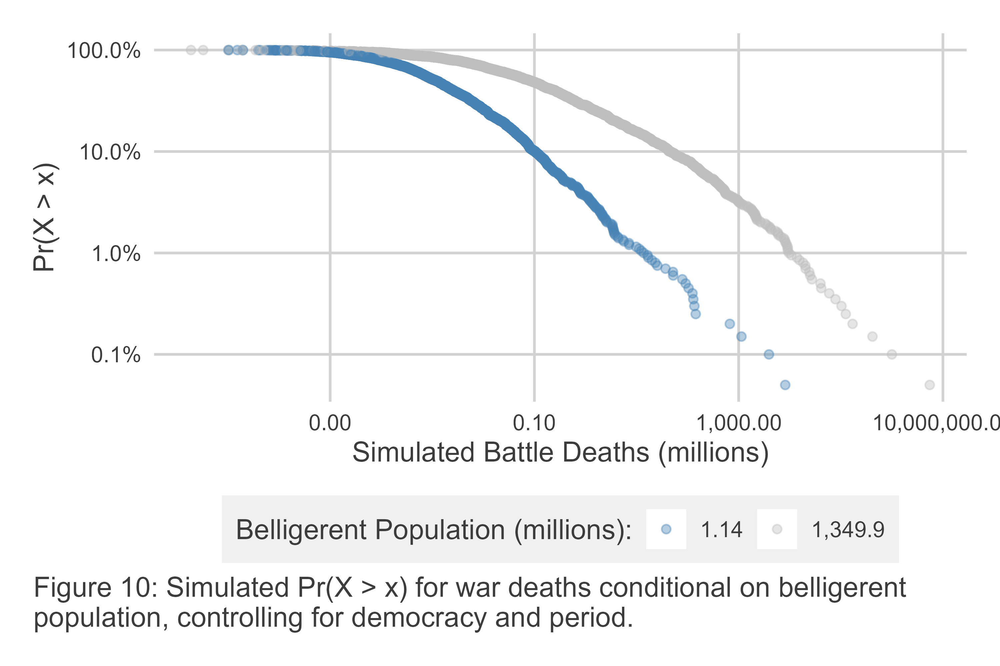 100.0%
10.0%
1.0%
0.1%
Pr(X > x)
0.00 0.10 1,000.00 10,000,000.0
Simulated Battle Deaths (millions)
Belligerent Population (millions): 1.14 1,349.9
Figure 10: Simulated Pr(X > x) for war deaths conditional on belligerent
population, controlling for democracy and period.